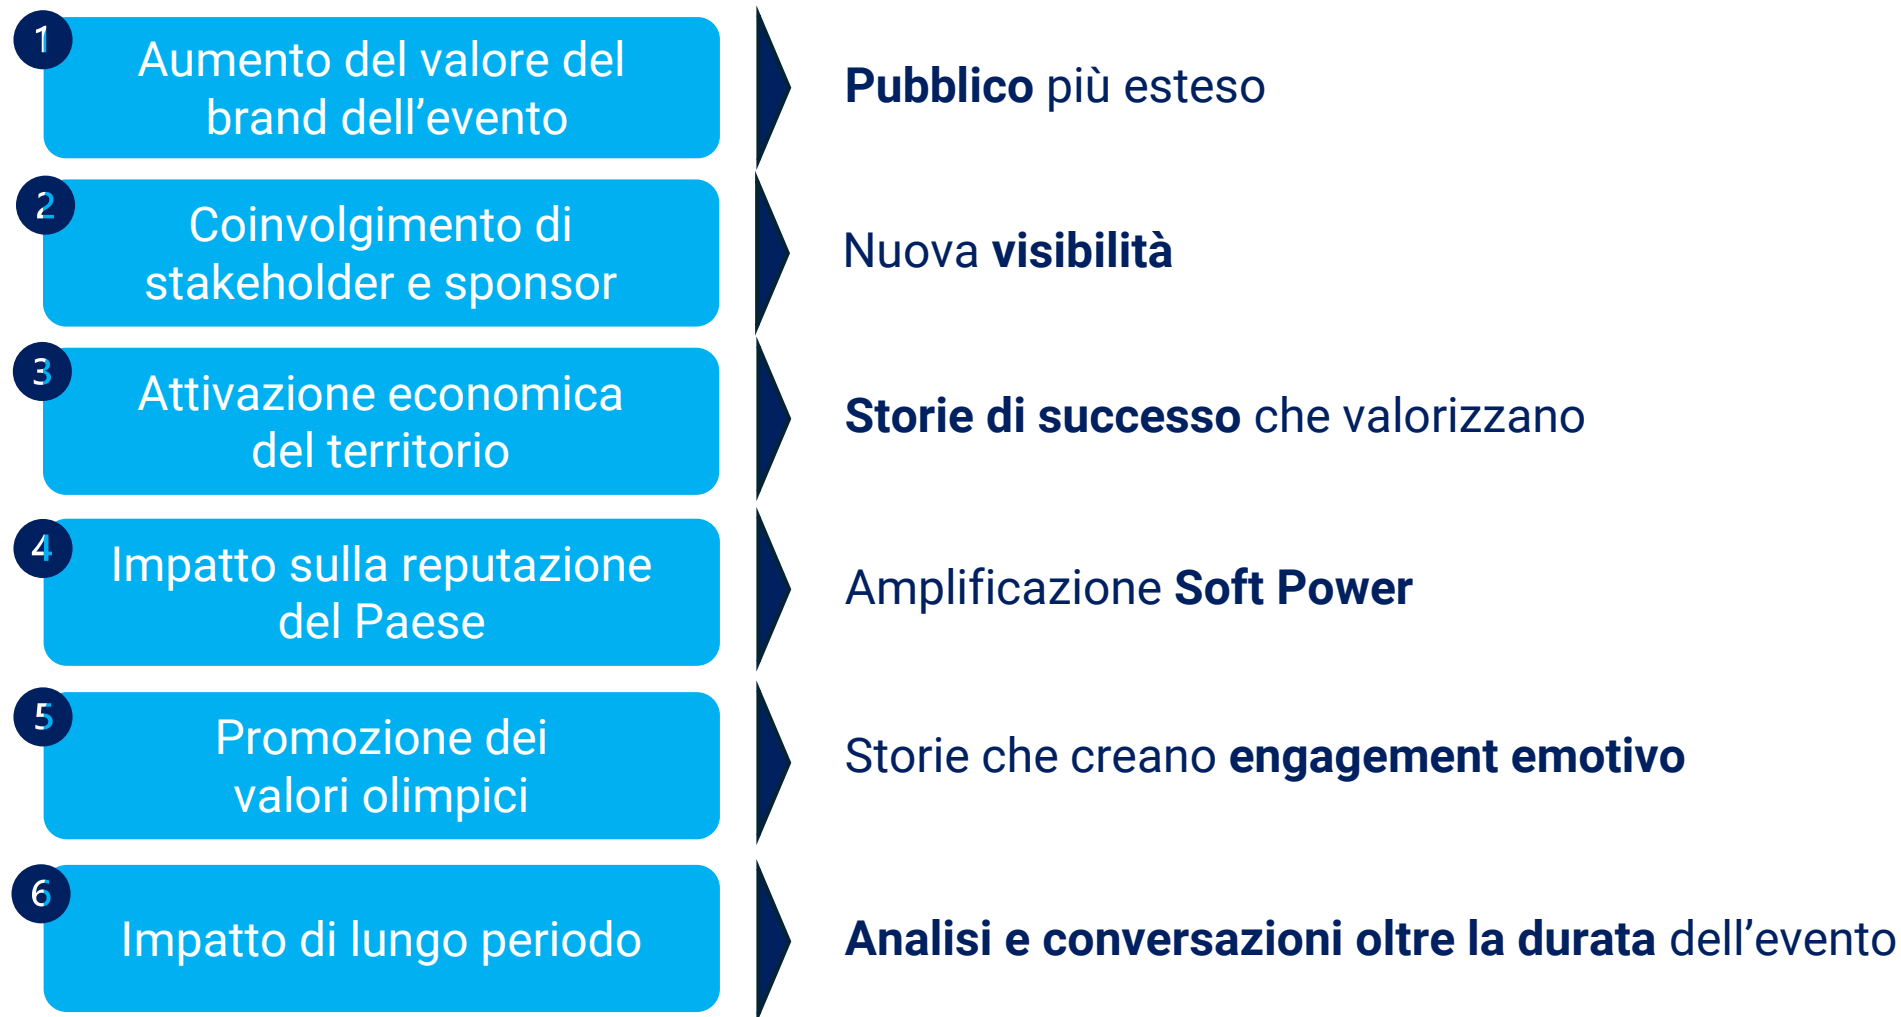 1
Aumento del valore del
brand dell’evento
Pubblico più esteso
2
Coinvolgimento di
stakeholder e sponsor
Nuova visibilità
3
Attivazione economica
del territorio
Storie di successo che valorizzano
4
Impatto sulla reputazione
del Paese
Amplificazione Soft Power
5
Promozione dei
valori olimpici
Storie che creano engagement emotivo
6
Impatto di lungo periodo
Analisi e conversazioni oltre la durata dell’evento